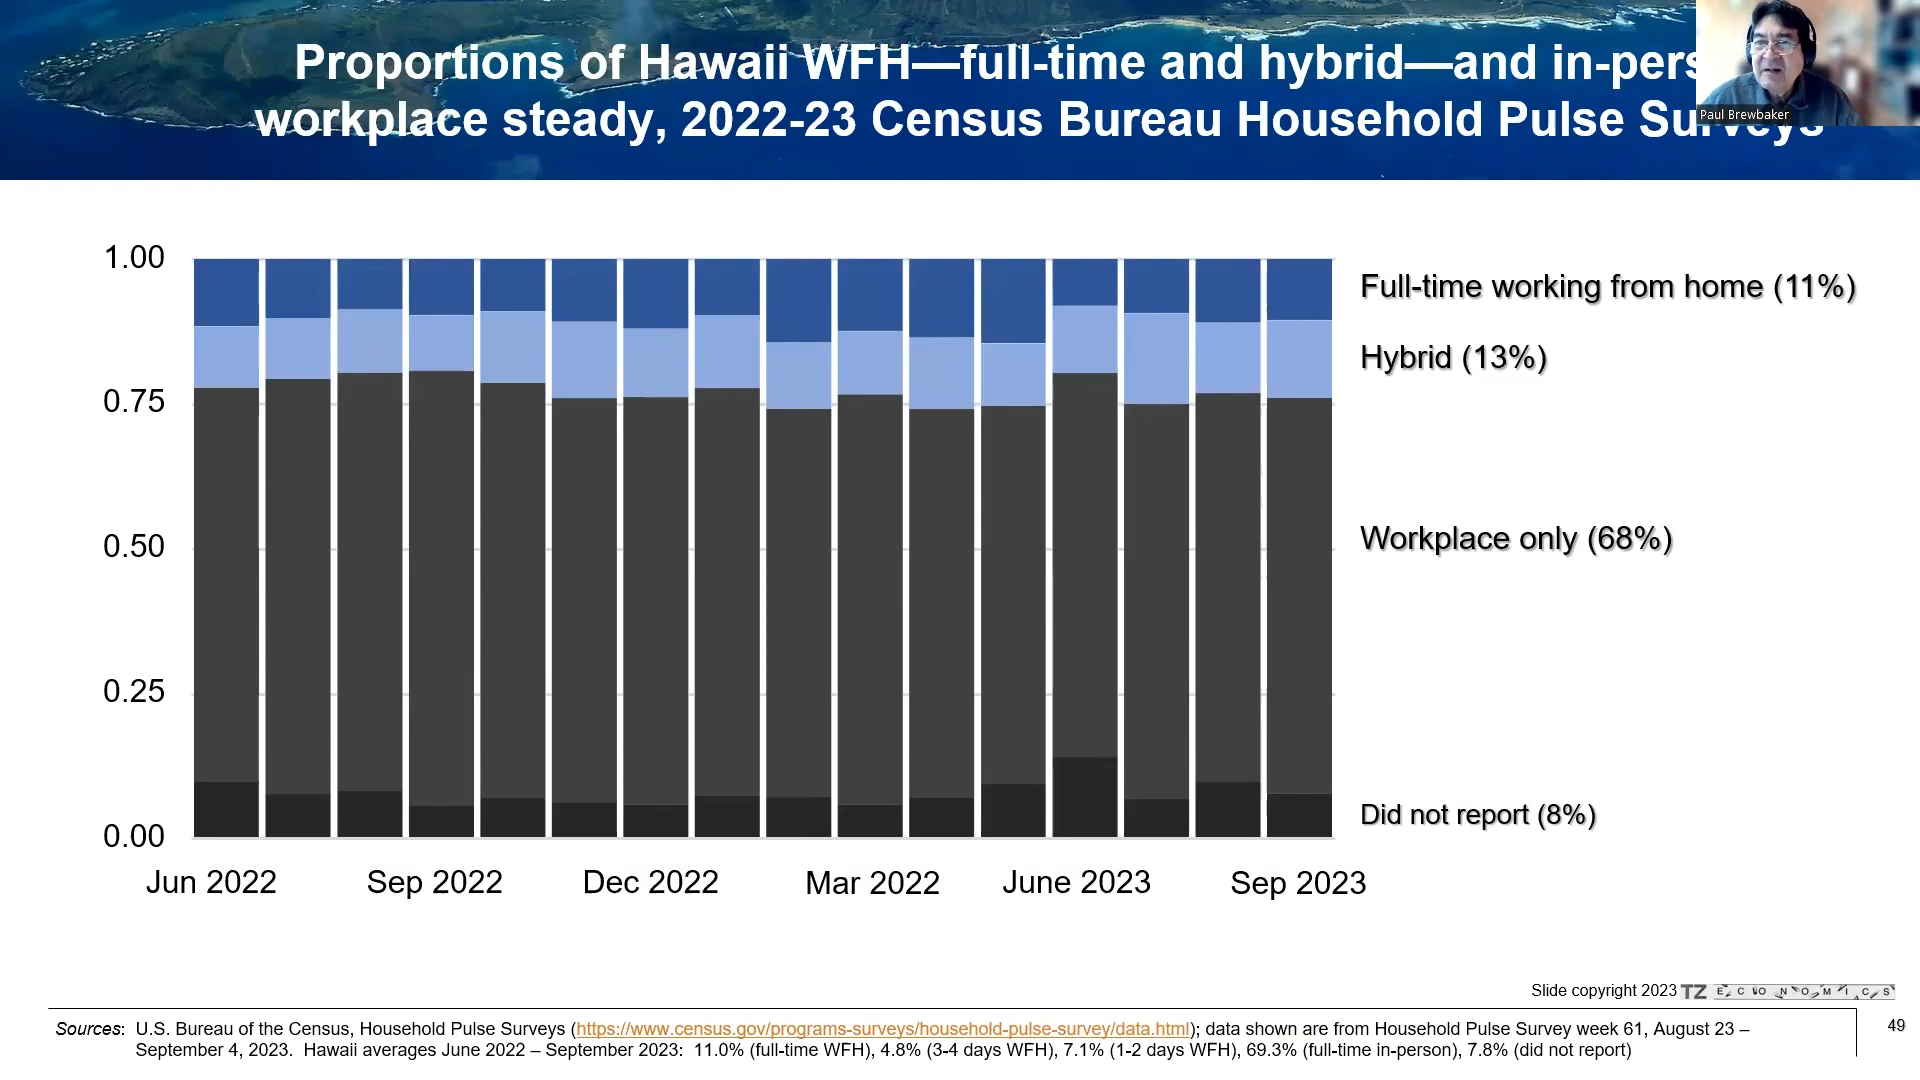 Proportions of Hawaii WFH—full-time and hybrid—and in-pers
workplace steady, 2022-23 Census Bureau Household Pulse Surveys
Paul Brewbaker
1.00
0.75
0.50
0.25
0.00
Full-time working from home (11%)
Hybrid (13%)
Workplace only (68%)
Did not report (8%)
Jun 2022 Sep 2022 Dec 2022 Mar 2022 June 2023 Sep 2023
Slide copyright 2023 TZ ECONOMICS
Sources: U.S. Bureau of the Census, Household Pulse Surveys (https://www.census.gov/programs-surveys/household-pulse-survey/data.html); data shown are from Household Pulse Survey week 61, August 23 –
September 4, 2023. Hawaii averages June 2022 – September 2023: 11.0% (full-time WFH), 4.8% (3-4 days WFH), 7.1% (1-2 days WFH), 69.3% (full-time in-person), 7.8% (did not report)
49